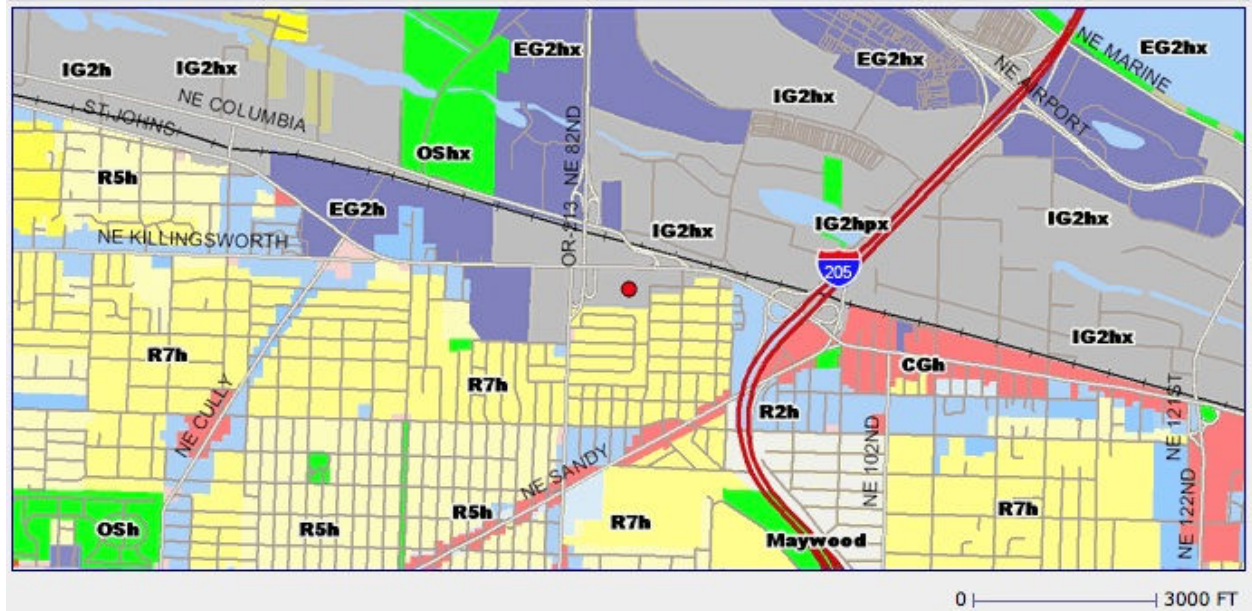 EG2hx
NE MARINE
EG2hx
IG2h
IG2hx
EG2hx
NE AIRPORT
IG2hx
NE COLUMBIA
ST JOHNS
OShx
NE 82ND
R5h
EG2h
IG2hpx
IG2hx
IG2hx
NE KILLINGSWORTH
OR-213
205
IG2hx
R7h
R7h
CGh
NE CULLY
R2h
NE 121ST
NE SANDY
NE 102ND
R5h
R5h
R7h
R7h
OSh
NE 122ND
Maywood
0 3000 FT